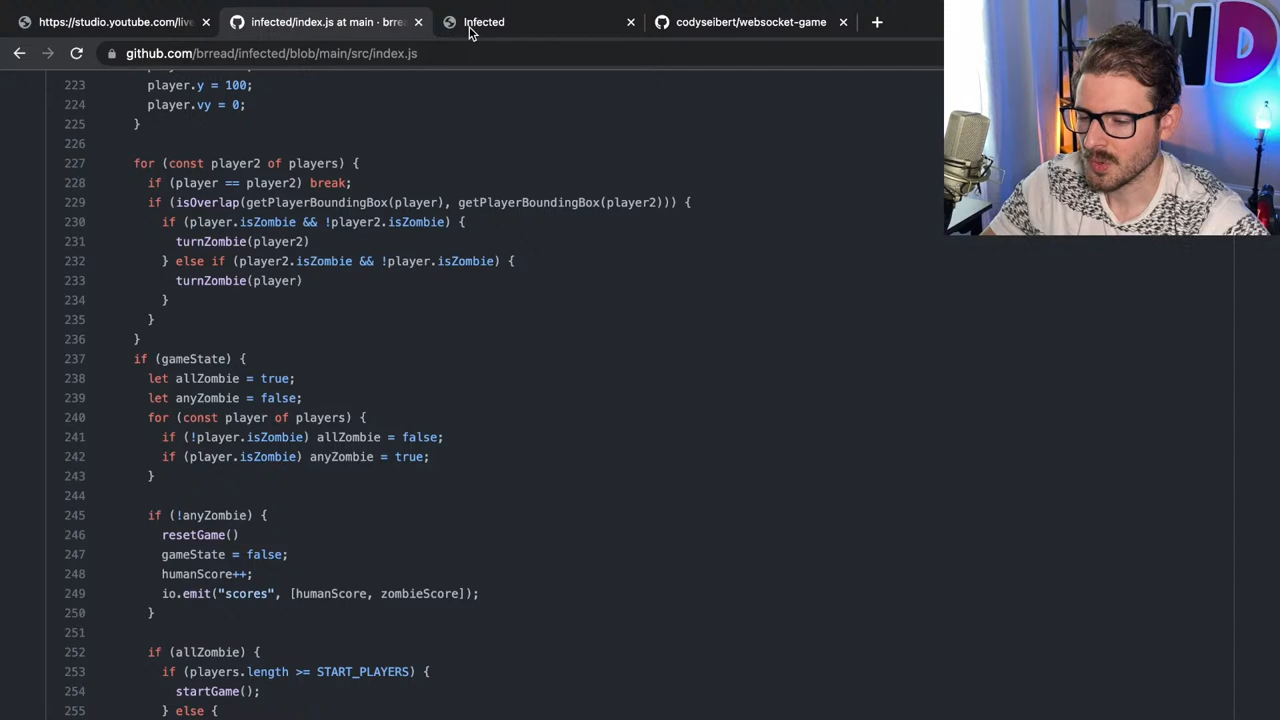 https://studio.youtube.com/live
infected/index.js at main · brrea
Infected
codyseibert/websocket-game
github.com/brread/infected/blob/main/src/index.js
WD
223 player.y = 100;
224 player.vy = 0;
225 }
226
227 for (const player2 of players) {
228 if (player == player2) break;
229 if (isOverlap(getPlayerBoundingBox(player), getPlayerBoundingBox(player2))) {
230 if (player.isZombie && !player2.isZombie) {
231 turnZombie(player2)
232 } else if (player2.isZombie && !player.isZombie) {
233 turnZombie(player)
234 }
235 }
236 }
237 if (gameState) {
238 let allZombie = true;
239 let anyZombie = false;
240 for (const player of players) {
241 if (!player.isZombie) allZombie = false;
242 if (player.isZombie) anyZombie = true;
243 }
244
245 if (!anyZombie) {
246 resetGame()
247 gameState = false;
248 humanScore++;
249 io.emit("scores", [humanScore, zombieScore]);
250 }
251
252 if (allZombie) {
253 if (players.length >= START_PLAYERS) {
254 startGame();
255 } else {